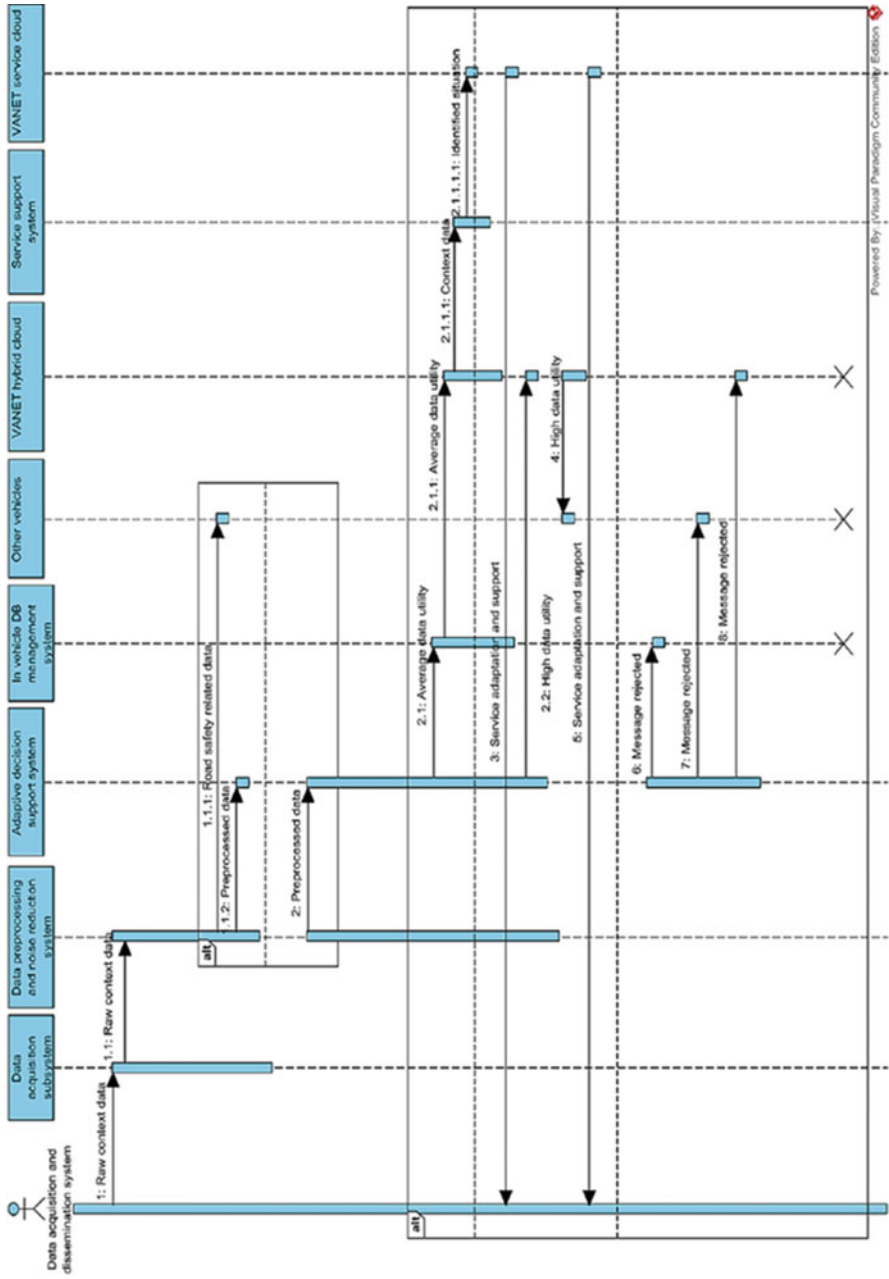 Data acquisition and
dissemination system
Data
acquisition
subsystem
Data preprocessing
and noise reduction
system
Adaptive decision
support system
In vehicle DB
management
system
Other vehicles
VANET hybrid cloud
Service support
system
VANET service cloud
1: Raw context data
1.1: Raw context data
alt
1.1.1: Road safety related data
1.1.2: Preprocessed data
2: Preprocessed data
alt
2.1: Average data utility
2.1.1: Average data utility
2.1.1.1: Context data
2.1.1.1.1: Identified situation
3: Service adaptation and support
2.2: High data utility
4: High data utility
5: Service adaptation and support
6: Message rejected
7: Message rejected
8: Message rejected
Powered By: Visual Paradigm Community Edition